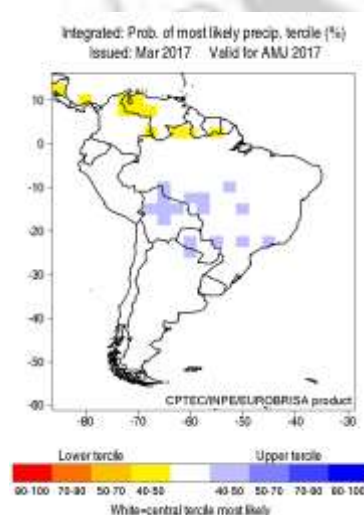 Integrated: Prob. of most likely precip. tercile (%)
Issued: Mar 2017 Valid for AMJ 2017
10
0
-10
-20
-30
-40
-50
-60
-80 -70 -60 -50 -40 -30
CPTEC/INPE/EUROBRISA product
Lower tercile Upper tercile
90-100 70-80 50-70 40-50 40-50 50-70 70-80 80-100
White=central tercile most likely